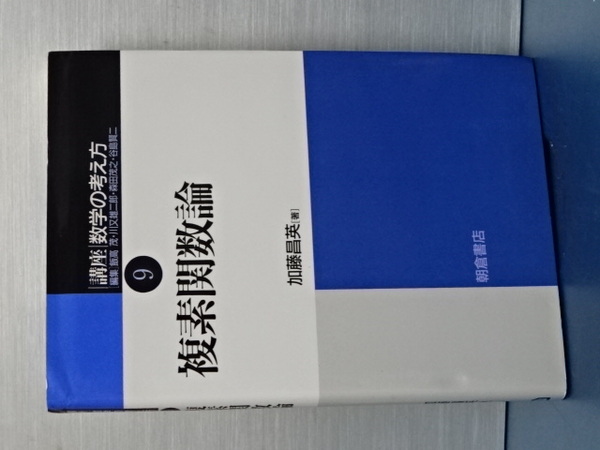 講座 数学の考え方
編集 飯高 茂・川又雄二郎・森田茂之・谷島賢二
9
複素関数論
加藤昌英[著]
朝倉書店